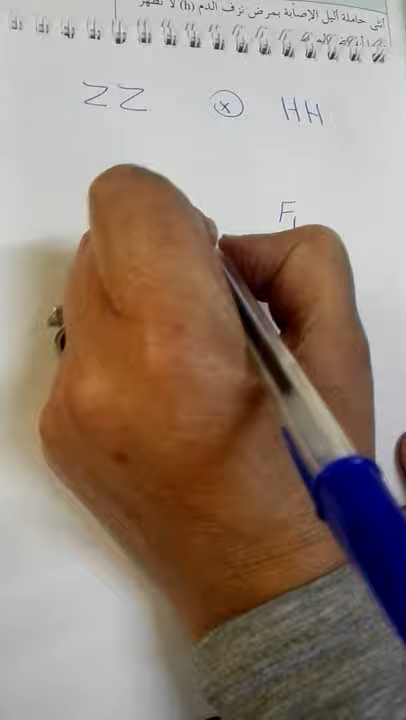 أنثى حاملة أليل الإصابة بمرض نزف الدم (h) لا تظهر
ZZ x HH
F1